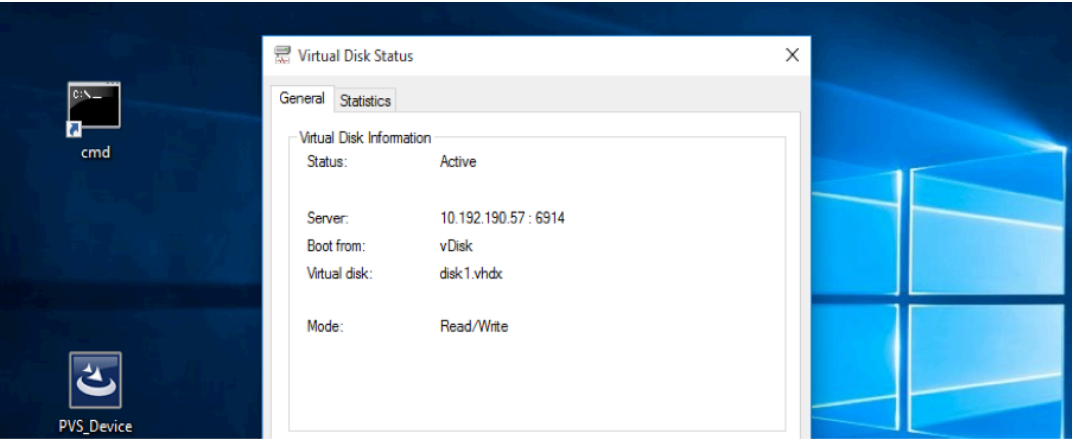 Virtual Disk Status
General Statistics
Virtual Disk Information
Status: Active
Server: 10.192.190.57 : 6914
Boot from: vDisk
Virtual disk: disk1.vhdx
Mode: Read/Write
C:\_
cmd
PVS_Device